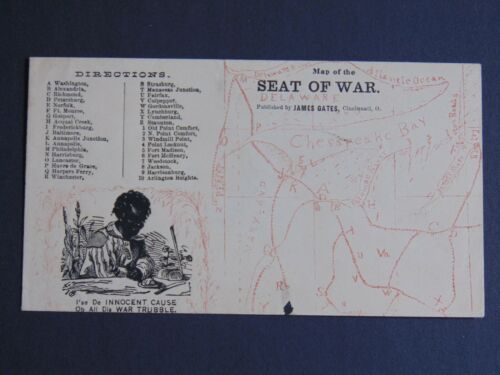 DIRECTIONS.
A Washington,
B Alexandria,
C Richmond,
D Petersburg,
E Norfolk,
F Ft. Monroe,
G Gosport,
H Acquai Creek,
I Fredericksburg,
J Baltimore,
K Annapolis Junction,
L Annapolis,
M Philadelphia,
N Harrisburg,
O Lancaster,
P Havre de Grace,
Q Harpers Ferry,
R Winchester,
S Strasburg,
T Manassas Junction,
U Fairfax,
V Culpepper,
W Gordonsville,
X Lynchburg,
Y Cumberland,
Z Staunton,
1 Old Point Comfort,
2 N. Point Comfort,
3 Windmill Point,
4 Point Lookout,
5 Fort Madison,
6 Fort McHenry,
7 Woodstock,
8 Jackson,
9 Harrisonburg,
10 Arlington Heights.
Map of the
SEAT OF WAR.
Published by JAMES GATES, Cincinnati, O.
Atlantic Ocean
DELAWARE
Chesapeake Bay
I'se De INNOCENT CAUSE
Ob All Dis WAR TRUBBLE.